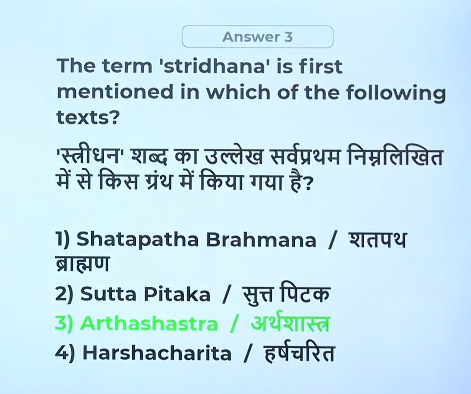 Answer 3
The term 'stridhana' is first
mentioned in which of the following
texts?
'स्त्रीधन' शब्द का उल्लेख सर्वप्रथम निम्नलिखित
में से किस ग्रंथ में किया गया है?
1) Shatapatha Brahmana / शतपथ
ब्राह्मण
2) Sutta Pitaka / सुत्त पिटक
3) Arthashastra / अर्थशास्त्र
4) Harshacharita / हर्षचरित